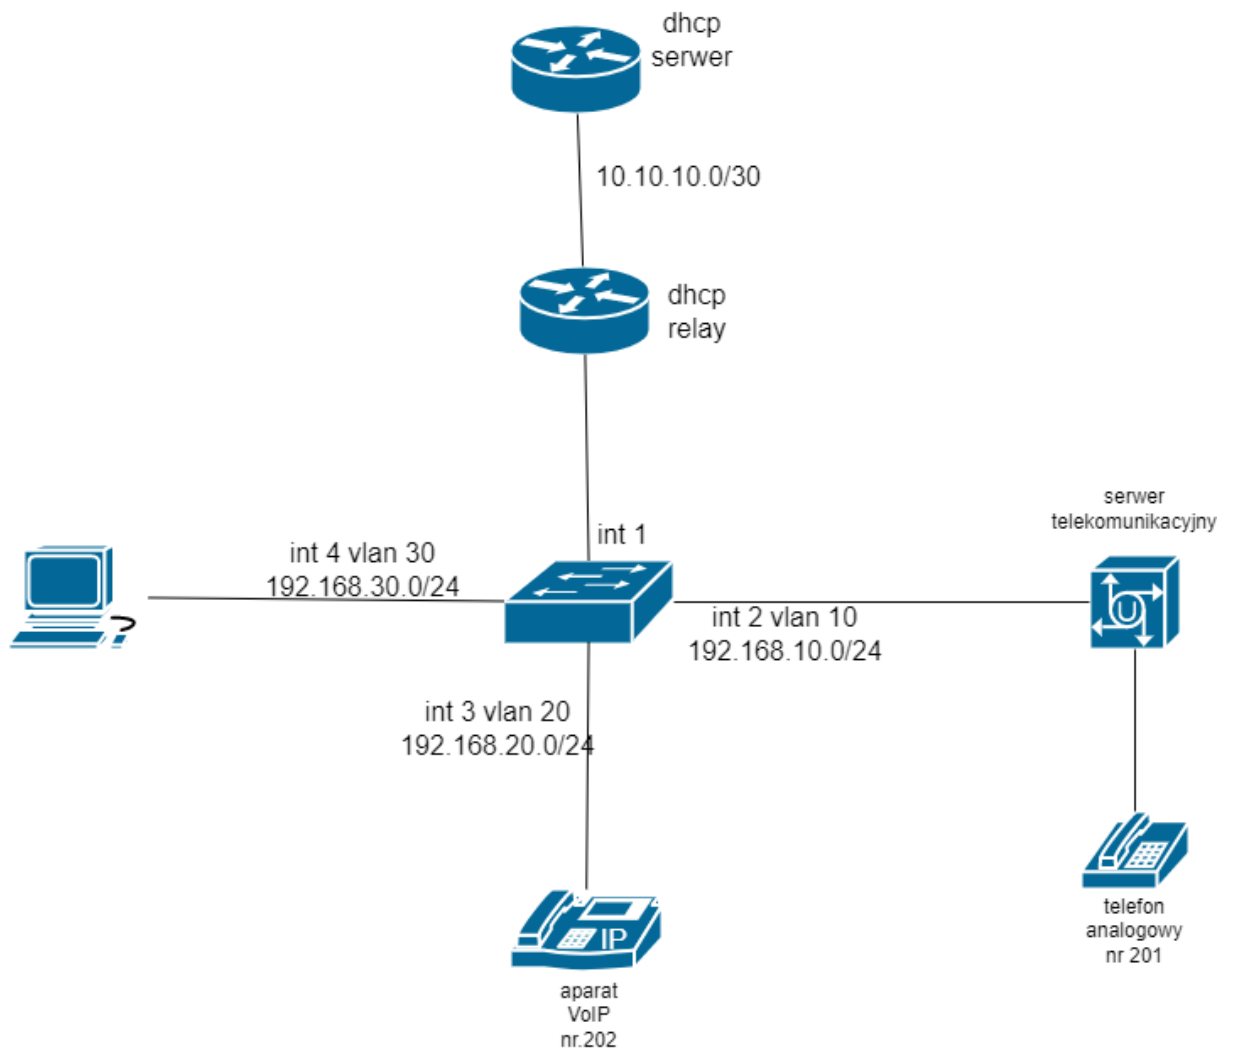 dhcp
serwer
10.10.10.0/30
dhcp
relay
int 1
serwer
telekomunikacyjny
int 4 vlan 30
192.168.30.0/24
int 2 vlan 10
192.168.10.0/24
U
int 3 vlan 20
192.168.20.0/24
IP
aparat
VoIP
nr.202
telefon
analogowy
nr 201